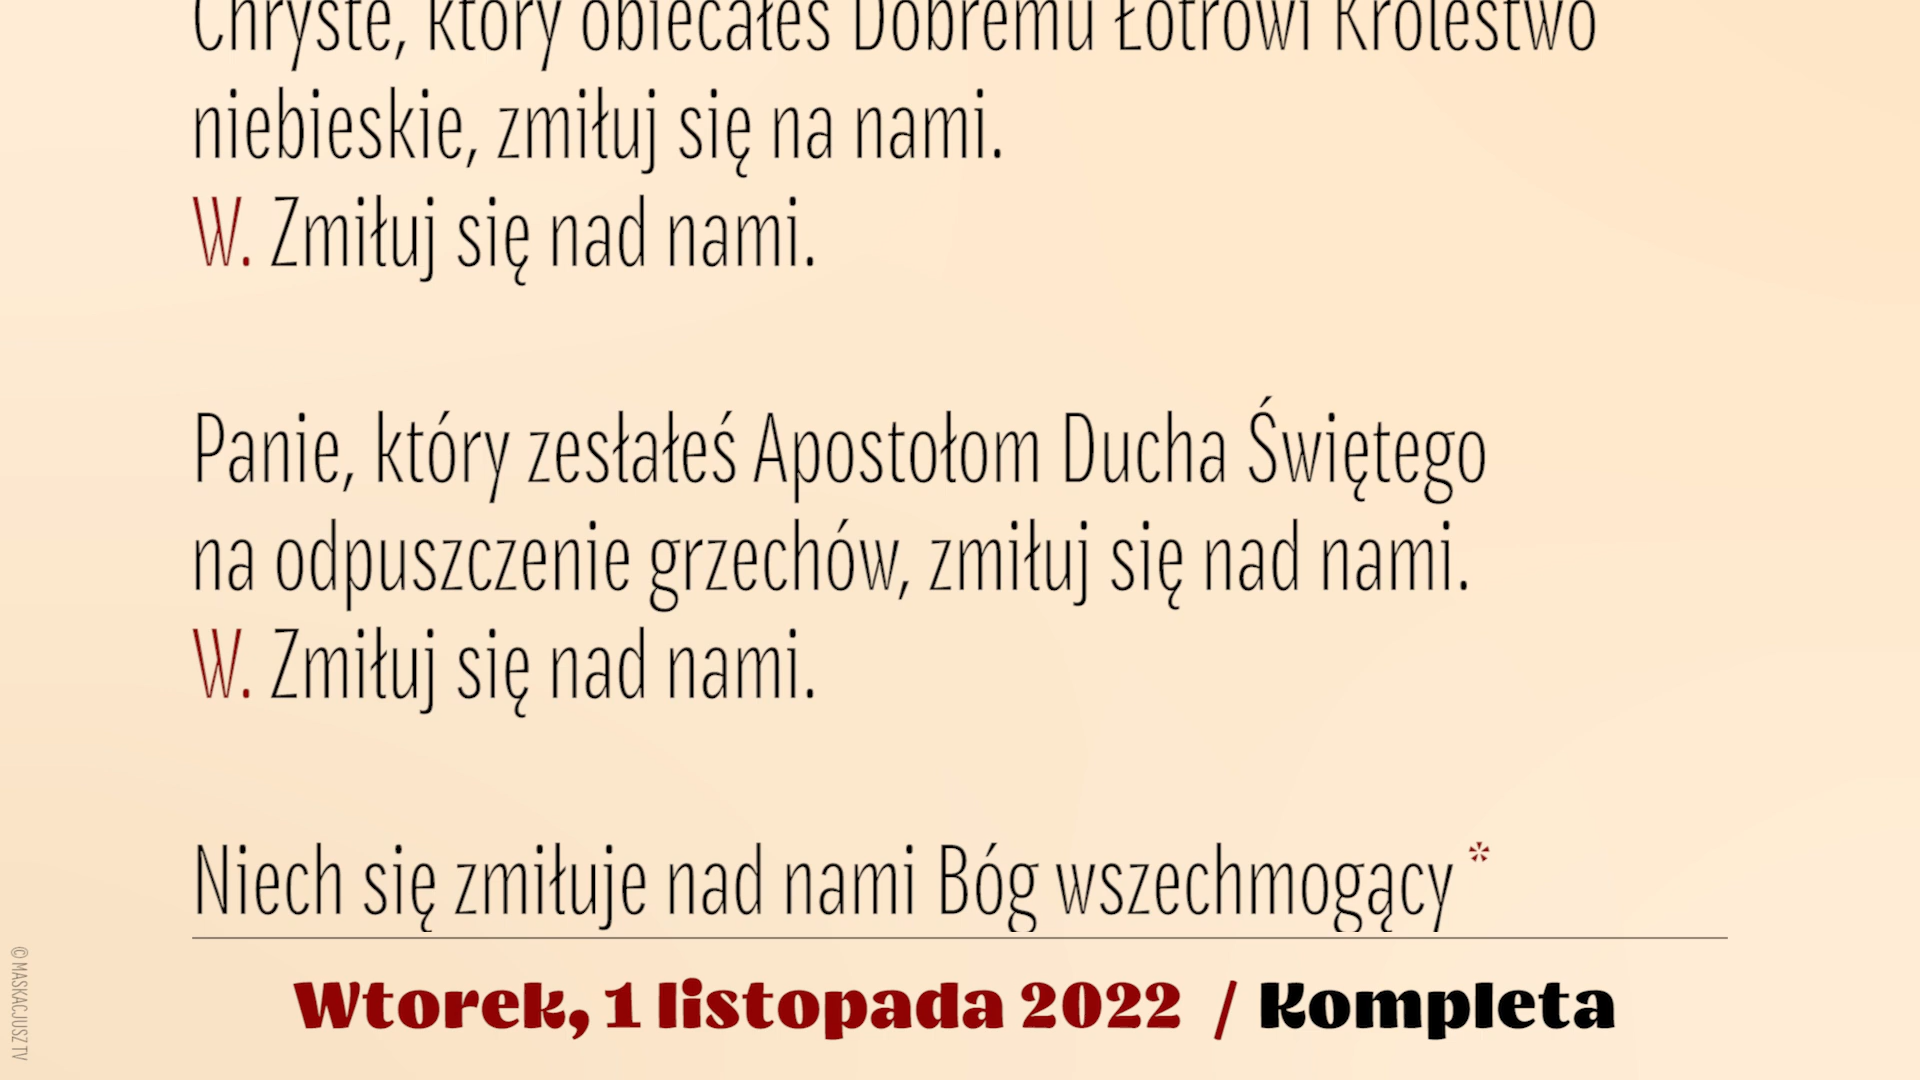 Chryste, który obiecałeś Dobremu Łotrowi Królestwo
niebieskie, zmiłuj się na nami.
W. Zmiłuj się nad nami.
Panie, który zesłałeś Apostołom Ducha Świętego
na odpuszczenie grzechów, zmiłuj się nad nami.
W. Zmiłuj się nad nami.
Niech się zmiłuje nad nami Bóg wszechmogący *
Wtorek, 1 listopada 2022 / Kompleta
© MASKACJUSZ TV